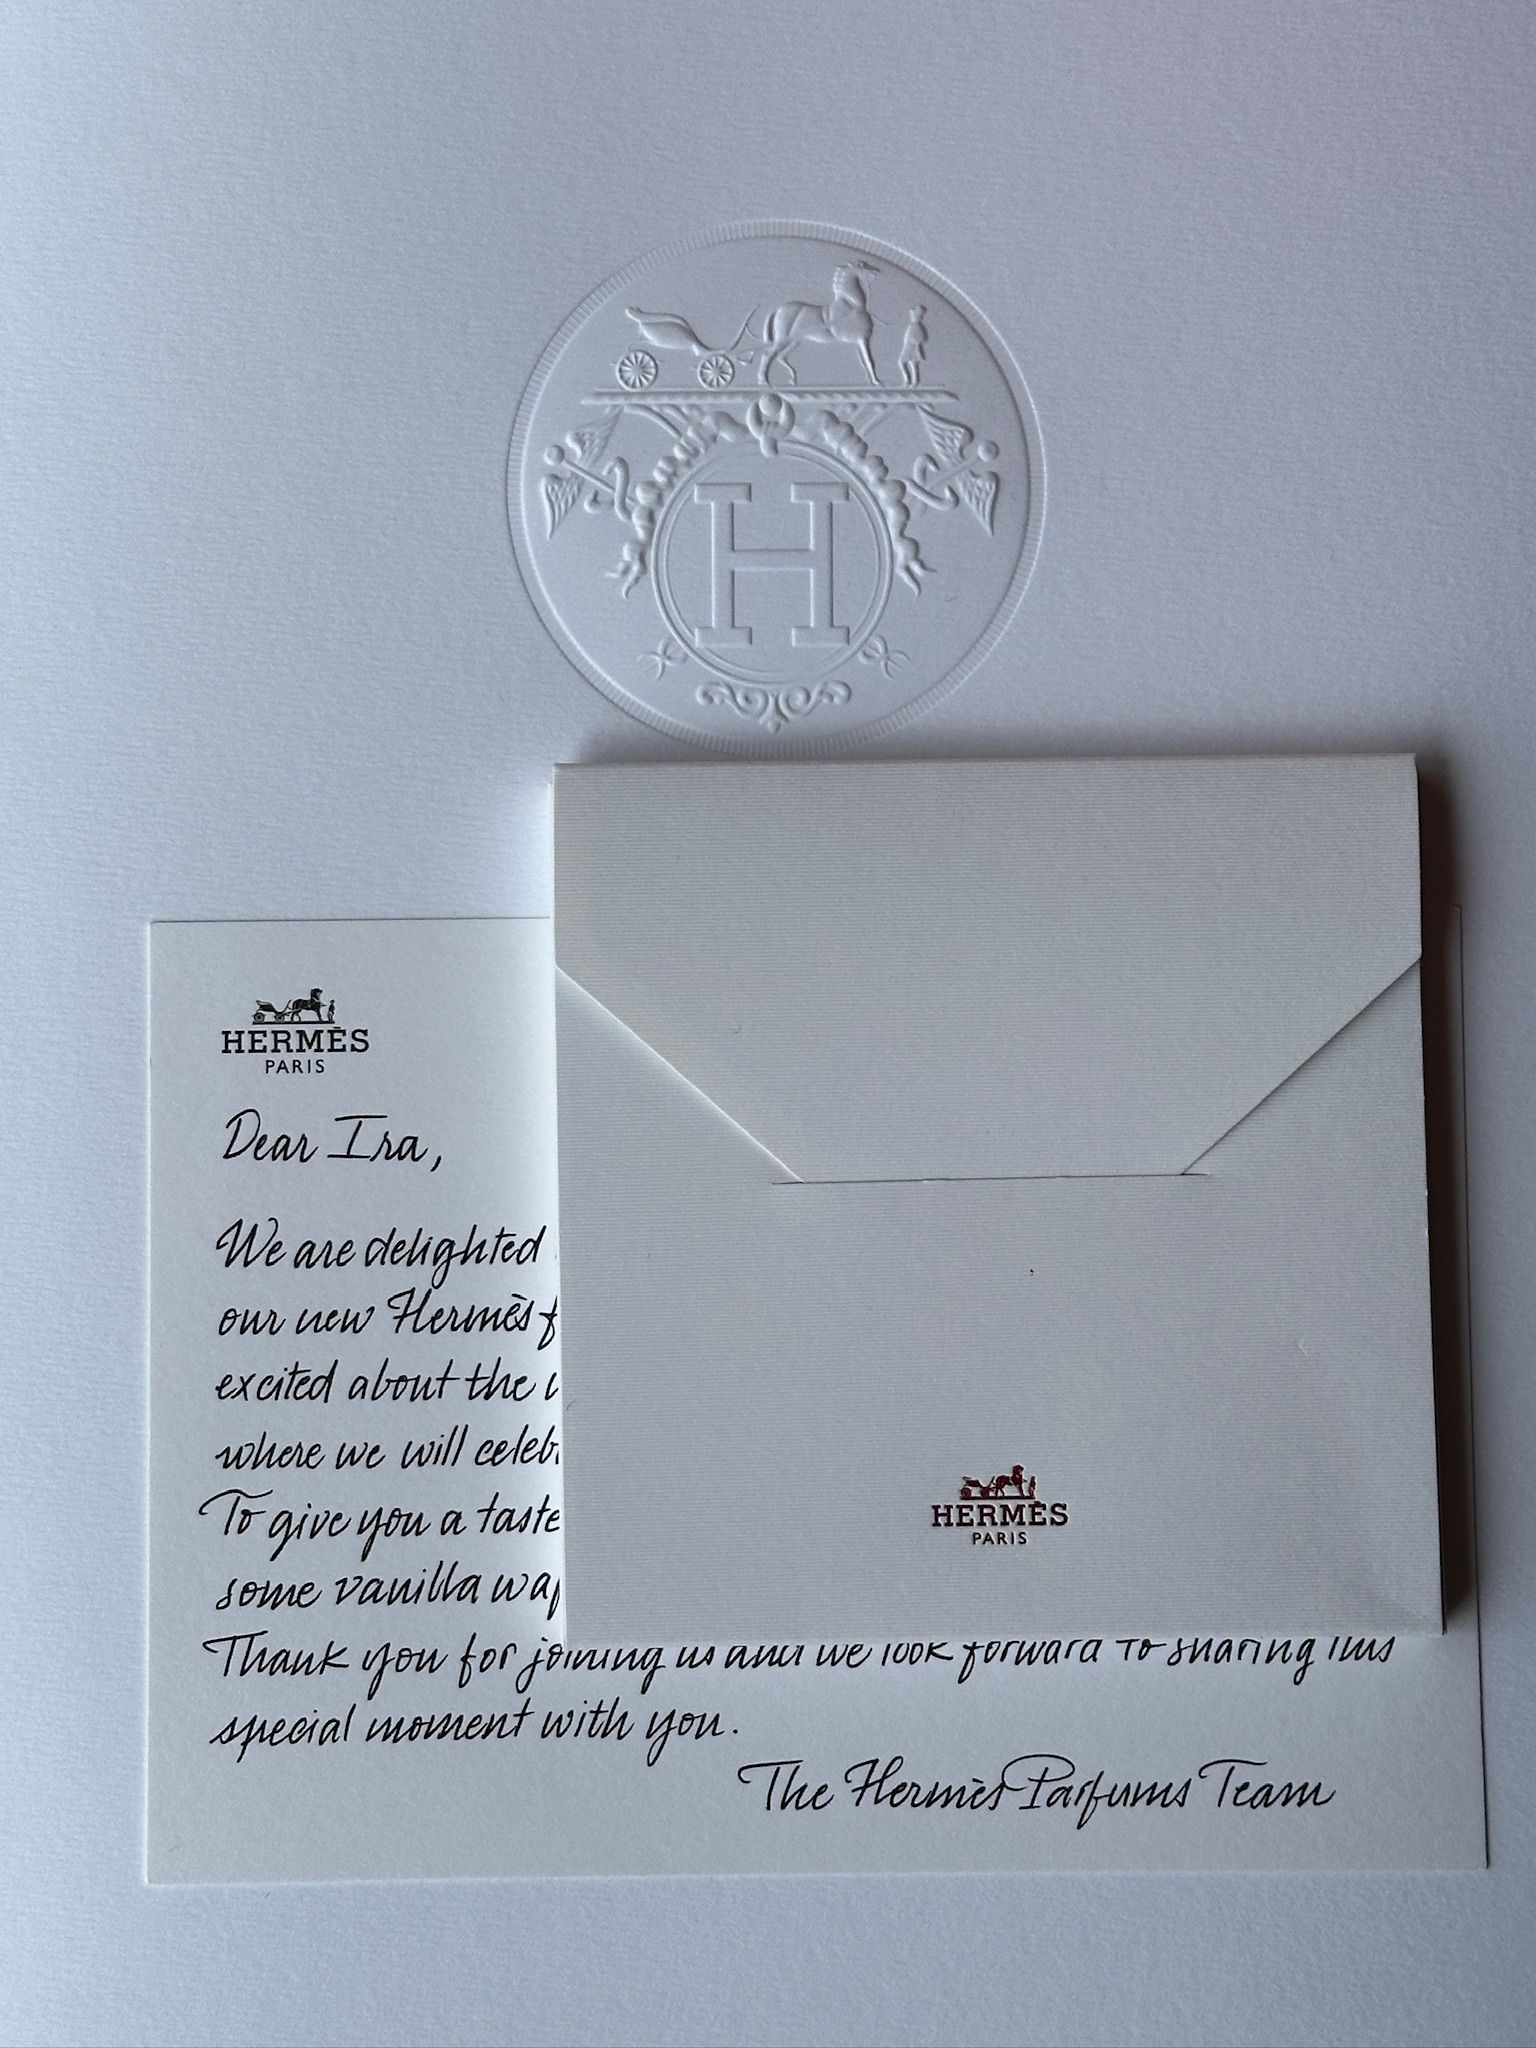 H
HERMÈS
PARIS
Dear Ira,
We are delighted
our new Hermès
excited about the
where we will
To give you a taste
some vanilla
Thank you for joining us and we look forward to sharing this
special moment with you.
The Hermès Parfums Team
HERMÈS
PARIS